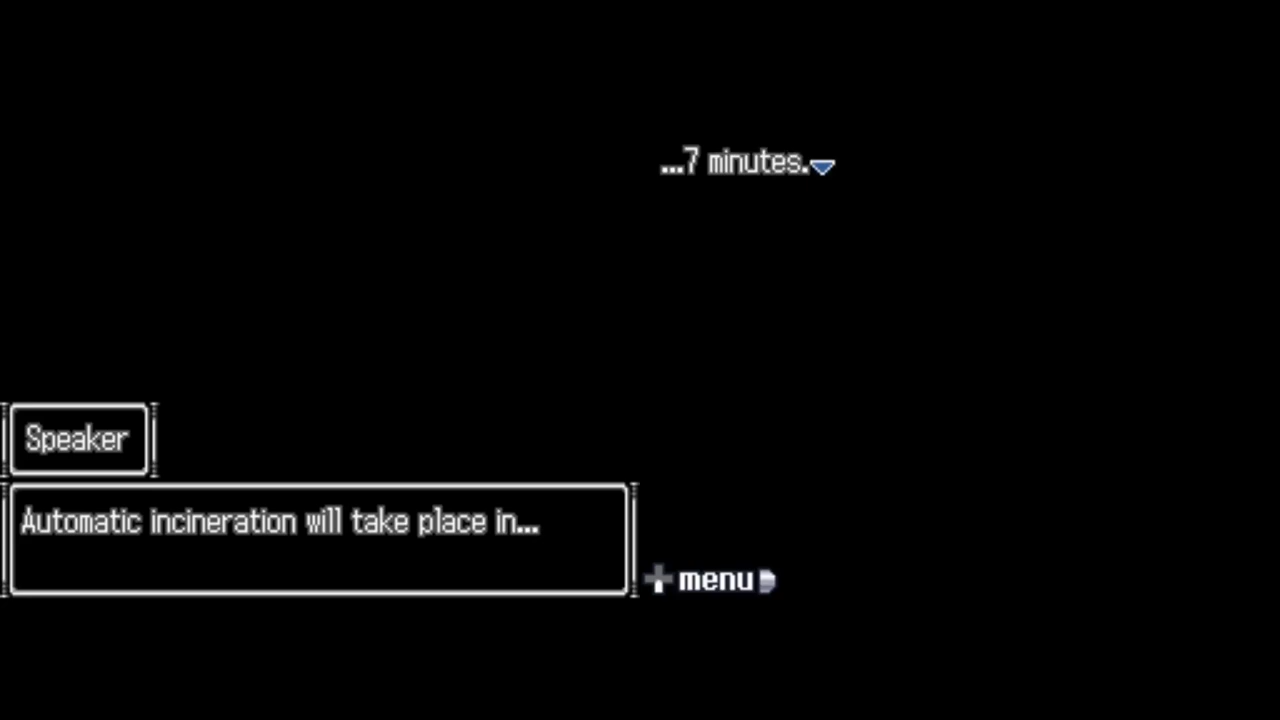 Speaker
Automatic incineration will take place in...
...7 minutes.
menu